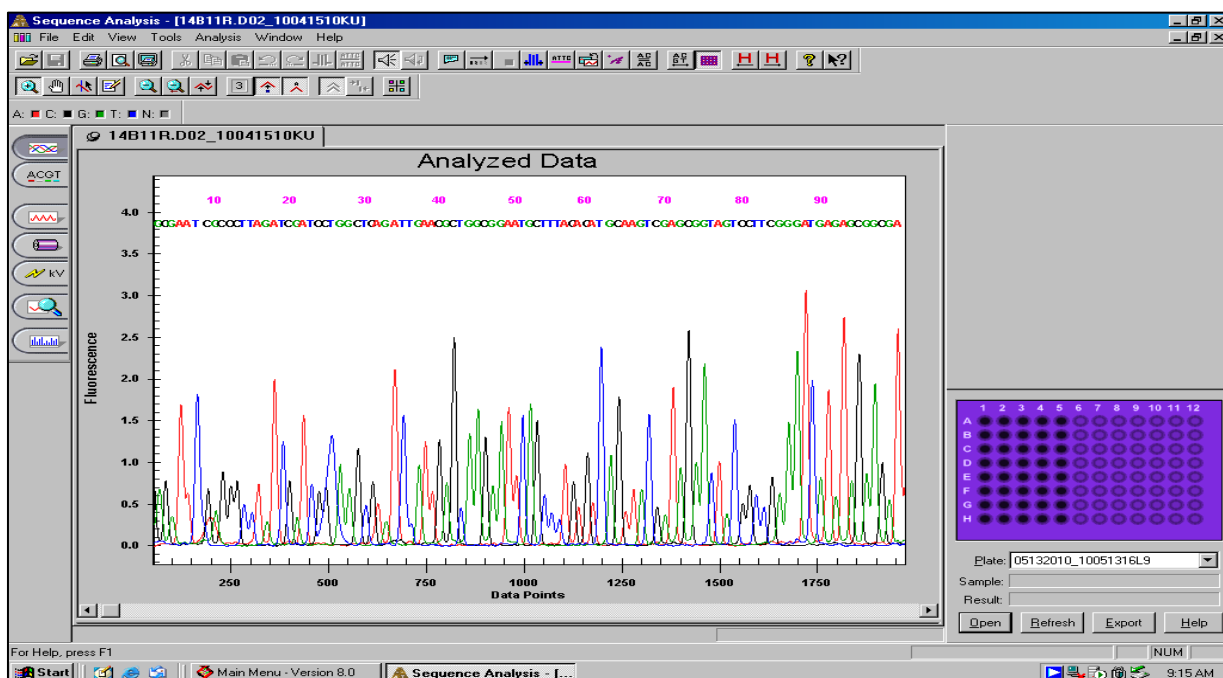 Sequence Analysis - [14B11R.D02_10041510KU]
File Edit View Tools Analysis Window Help
A: C: G: T: N:
14B11R.D02_10041510KU
ACGT
kV
Analyzed Data
10 20 30 40 50 60 70 80 90
GCGAAT CGCCCTTAGATCGATCCTGGCTCAGATTGAACGCTGGCGGAATGCTTTACACATGCAAGTCGAGCGGTAGTCCTTCGGGATGAGAGCGGCGA
4.0
3.5
3.0
2.5
2.0
1.5
1.0
0.5
0.0
Fluorescence
250 500 750 1000 1250 1500 1750
Data Points
1 2 3 4 5 6 7 8 9 10 11 12
A
B
C
D
E
F
G
H
Plate: 05132010_10051316L9
Sample:
Result:
Open Refresh Export Help
For Help, press F1
NUM
Start Main Menu - Version 8.0 Sequence Analysis - [... 9:15 AM